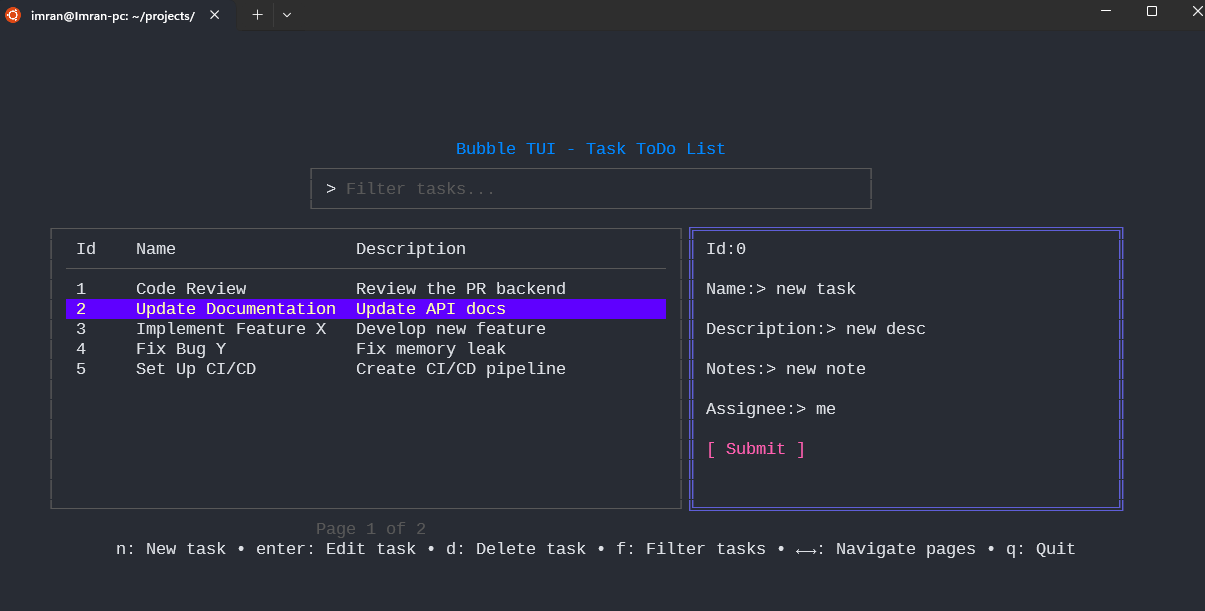 imran@Imran-pc: ~/projects/
Bubble TUI - Task ToDo List
> Filter tasks...
Id Name Description
1 Code Review Review the PR backend
2 Update Documentation Update API docs
3 Implement Feature X Develop new feature
4 Fix Bug Y Fix memory leak
5 Set Up CI/CD Create CI/CD pipeline
Id:0
Name:> new task
Description:> new desc
Notes:> new note
Assignee:> me
[ Submit ]
Page 1 of 2
n: New task • enter: Edit task • d: Delete task • f: Filter tasks • ←→: Navigate pages • q: Quit